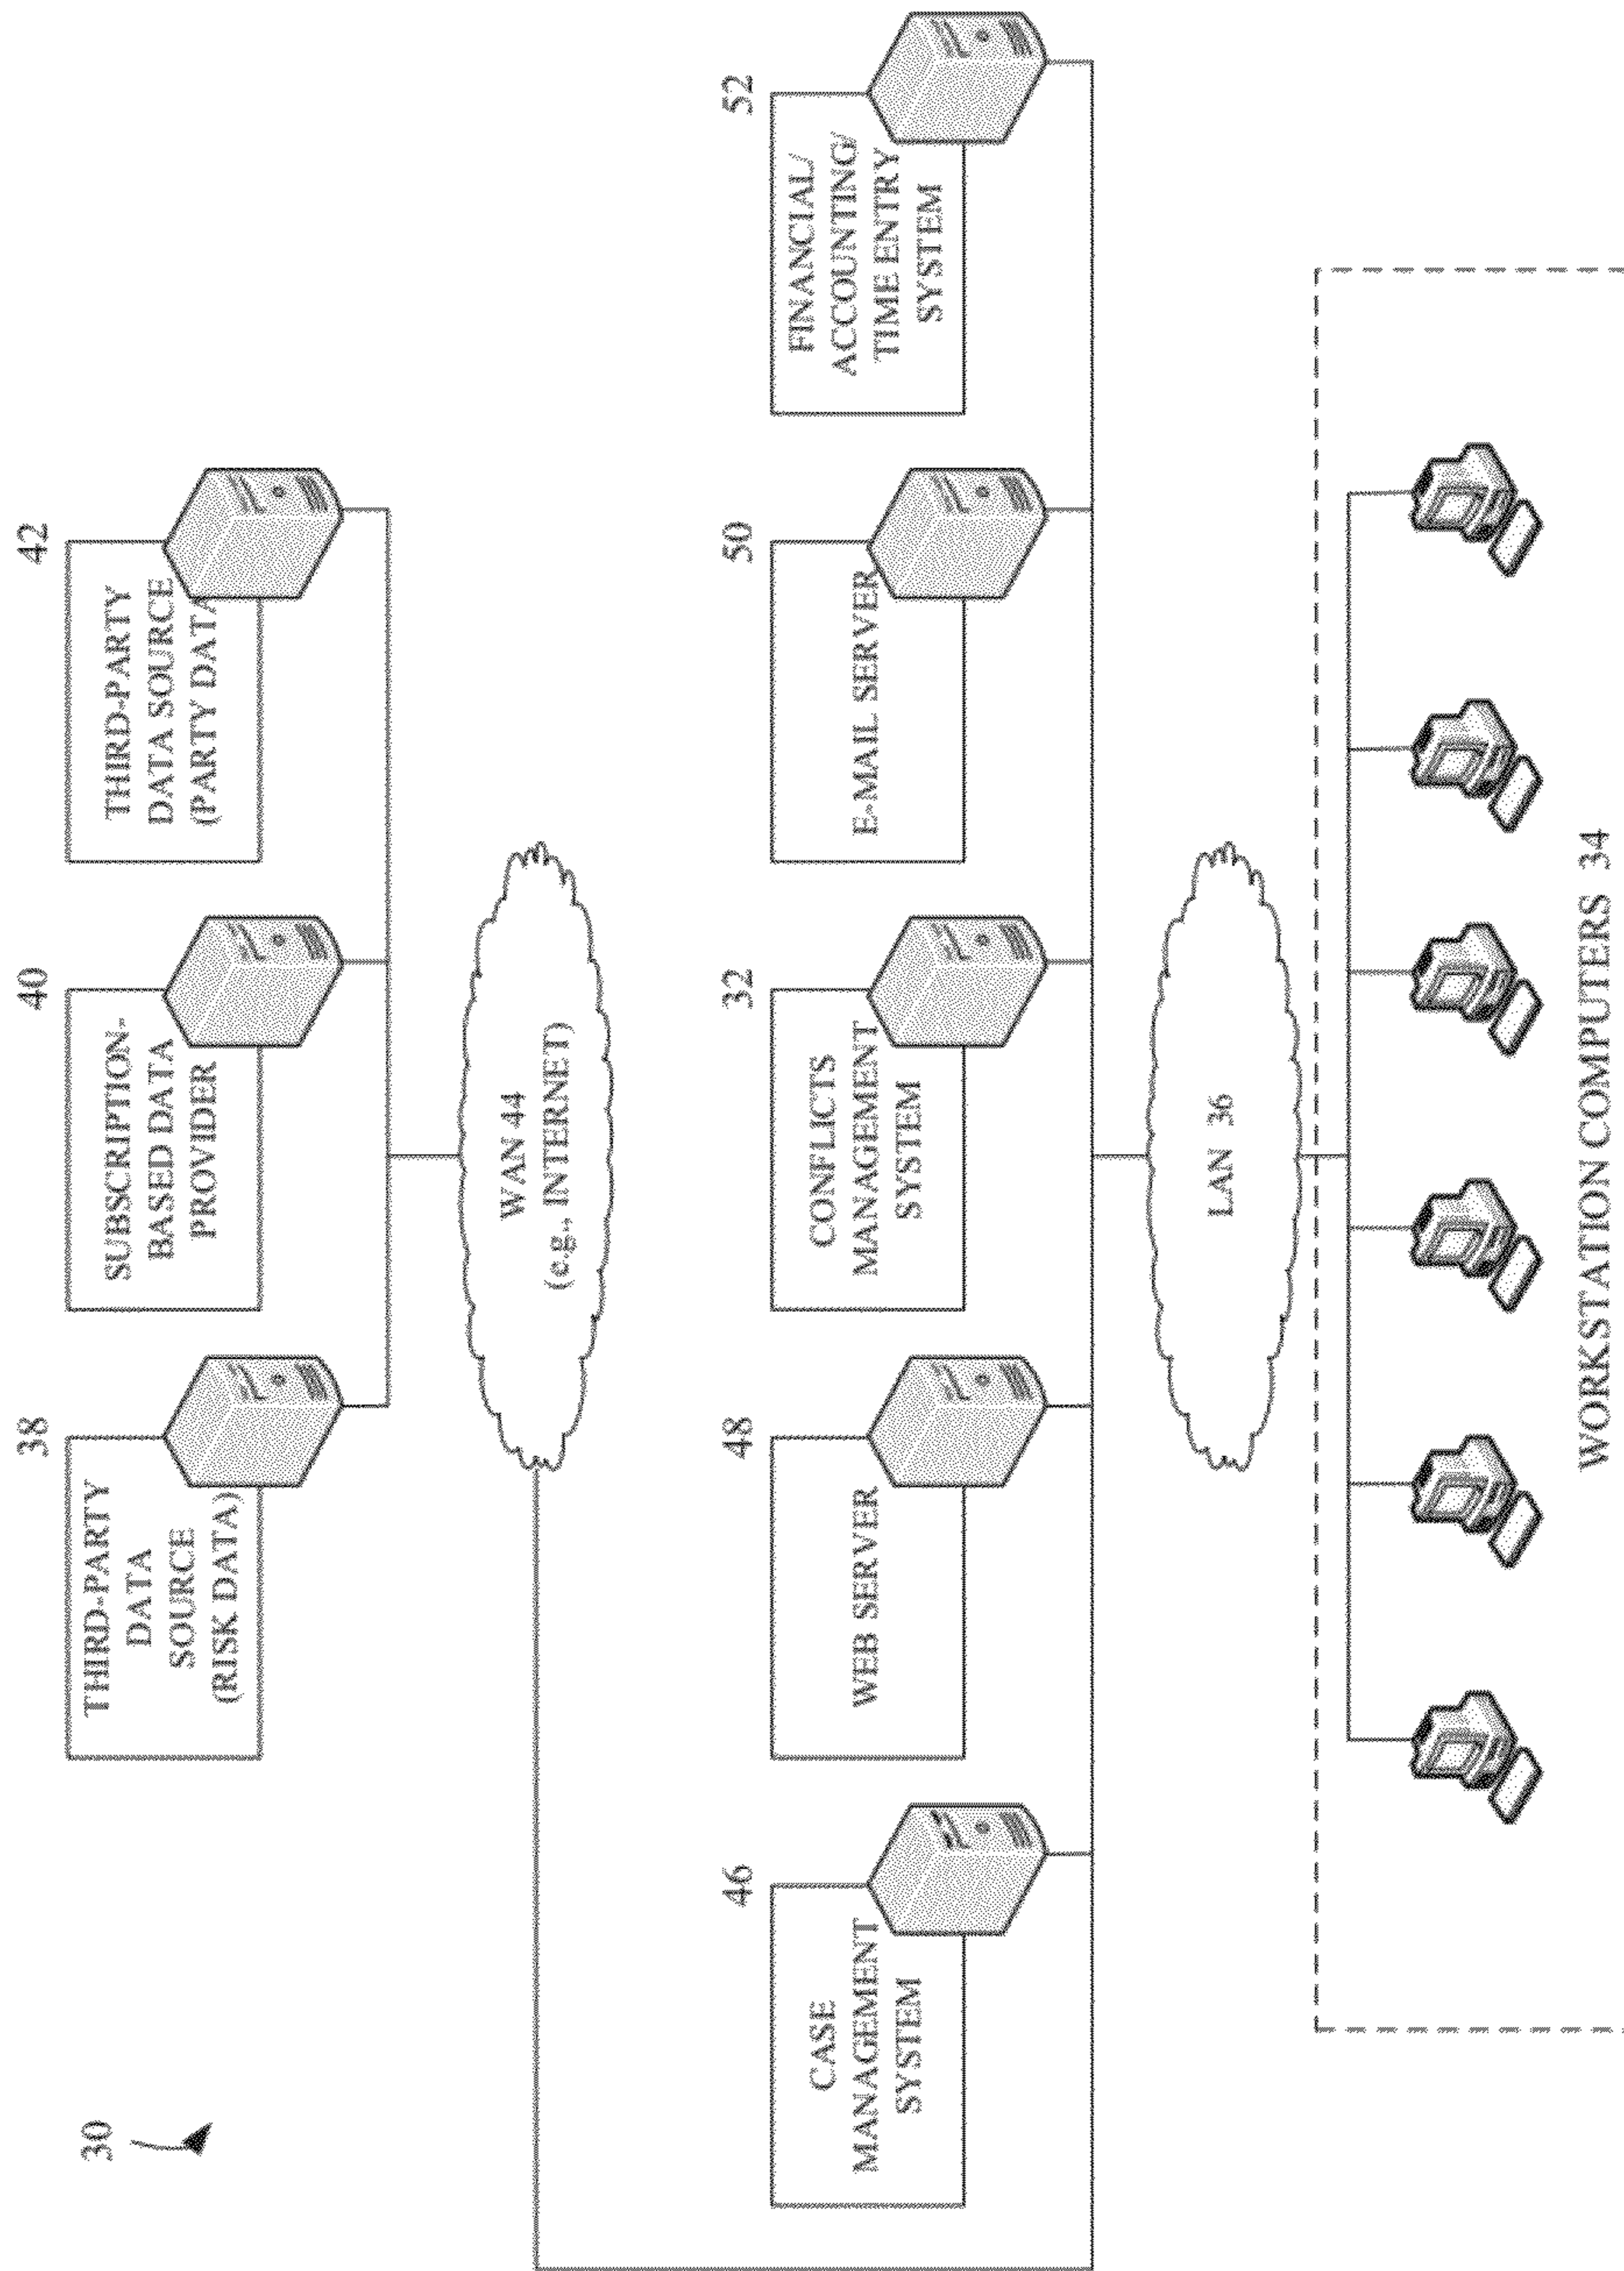 30
38
THIRD-PARTY
DATA
SOURCE
(RISK DATA)
40
SUBSCRIPTION-
BASED DATA
PROVIDER
42
THIRD-PARTY
DATA SOURCE
(PARTY DATA
WAN 44
(e.g., INTERNET)
46
CASE
MANAGEMENT
SYSTEM
48
WEB SERVER
32
CONFLICTS
MANAGEMENT
SYSTEM
50
E-MAIL SERVER
52
FINANCIAL/
ACCOUNTING/
TIME ENTRY
SYSTEM
LAN 36
WORKSTATION COMPUTERS 34